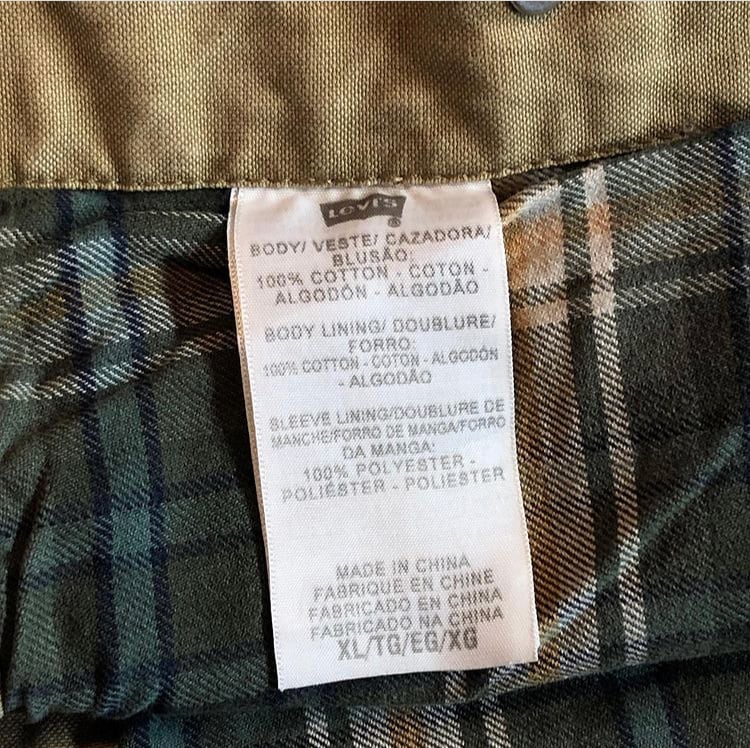 Levi's ®
BODY/ VESTE/ CAZADORA/
BLUSÃO:
100% COTTON - COTON -
ALGODÓN - ALGODÃO
BODY LINING/ DOUBLURE/
FORRO:
100% COTTON - COTON - ALGODÓN
- ALGODÃO
SLEEVE LINING/DOUBLURE DE
MANCHE/FORRO DE MANGA/FORRO
DA MANGA:
100% POLYESTER -
POLIÉSTER - POLIESTER
MADE IN CHINA
FABRIQUE EN CHINE
FABRICADO EN CHINA
FABRICADO NA CHINA
XL/TG/EG/XG